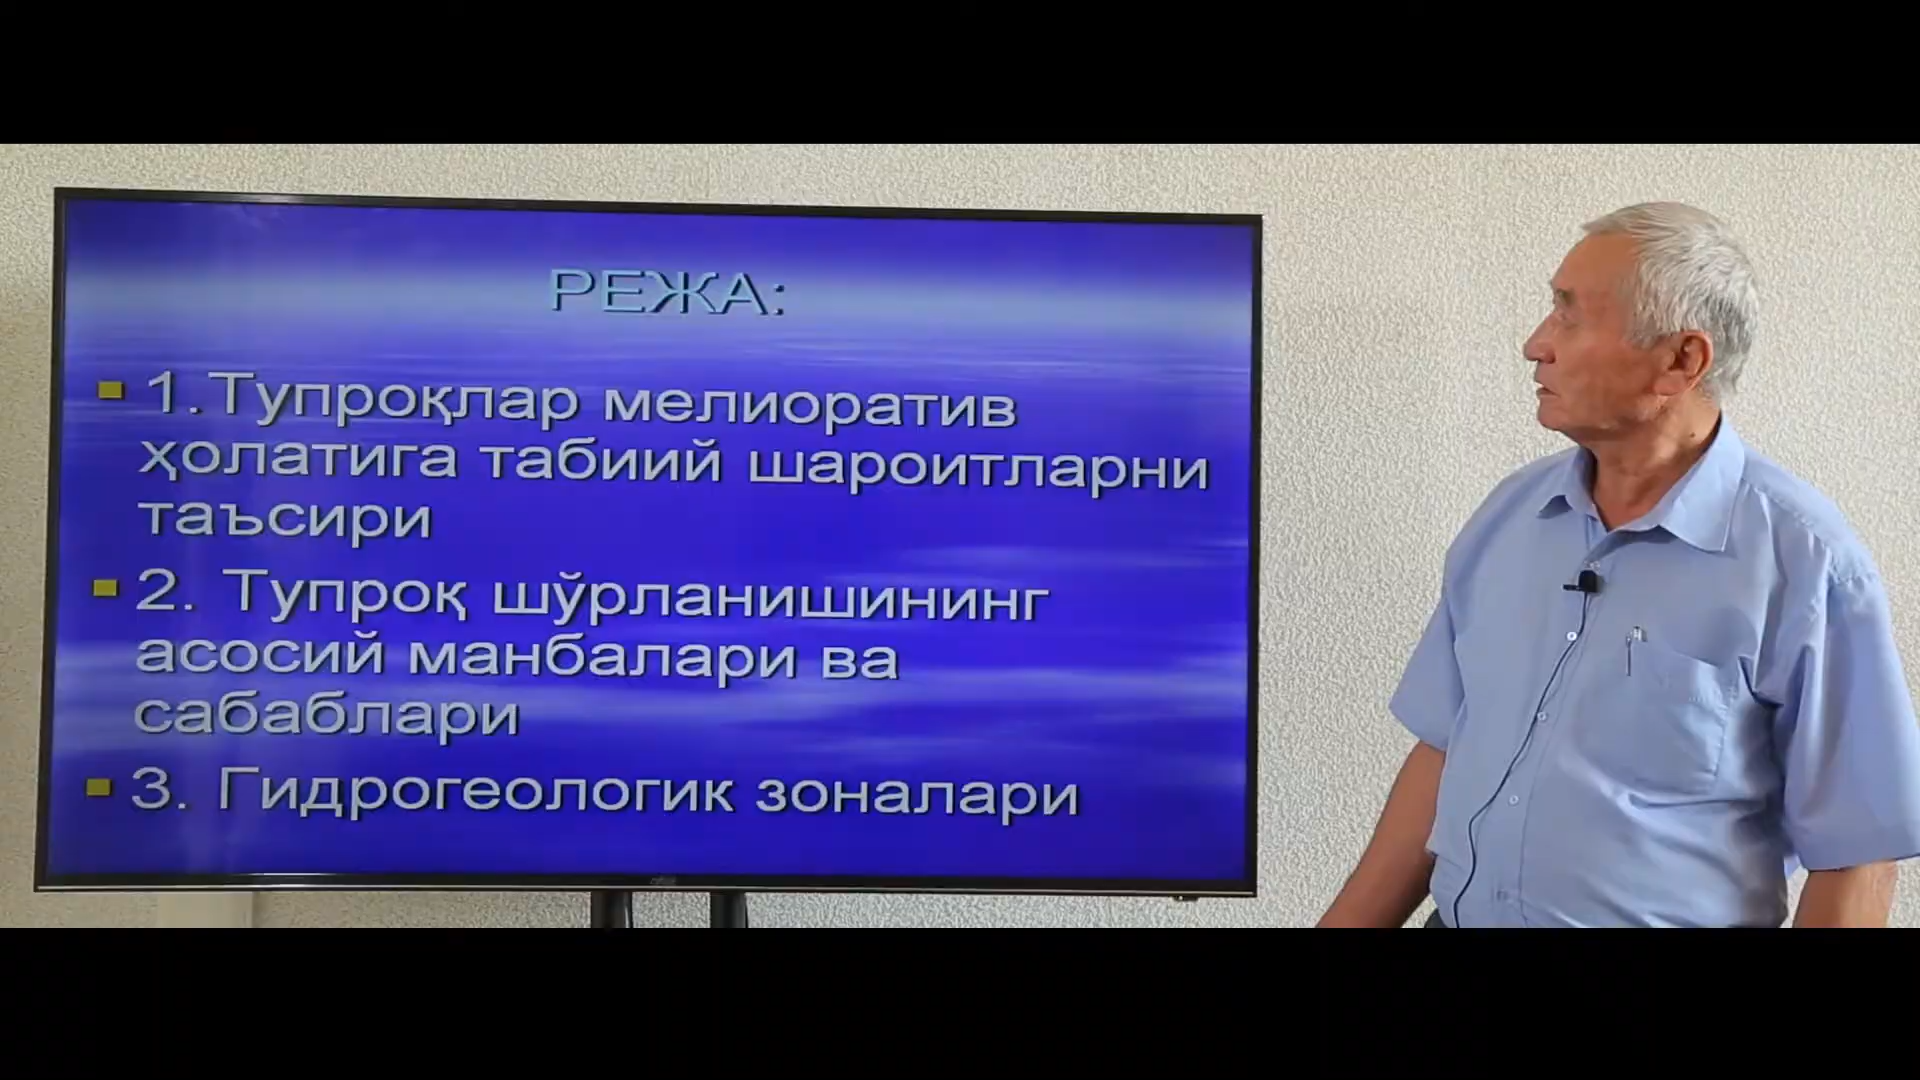 РЕЖА:
1.Тупроқлар мелиоратив
ҳолатига табиий шароитларни
таъсири
2. Тупроқ шўрланишининг
асосий манбалари ва
сабаблари
3. Гидрогеологик зоналари